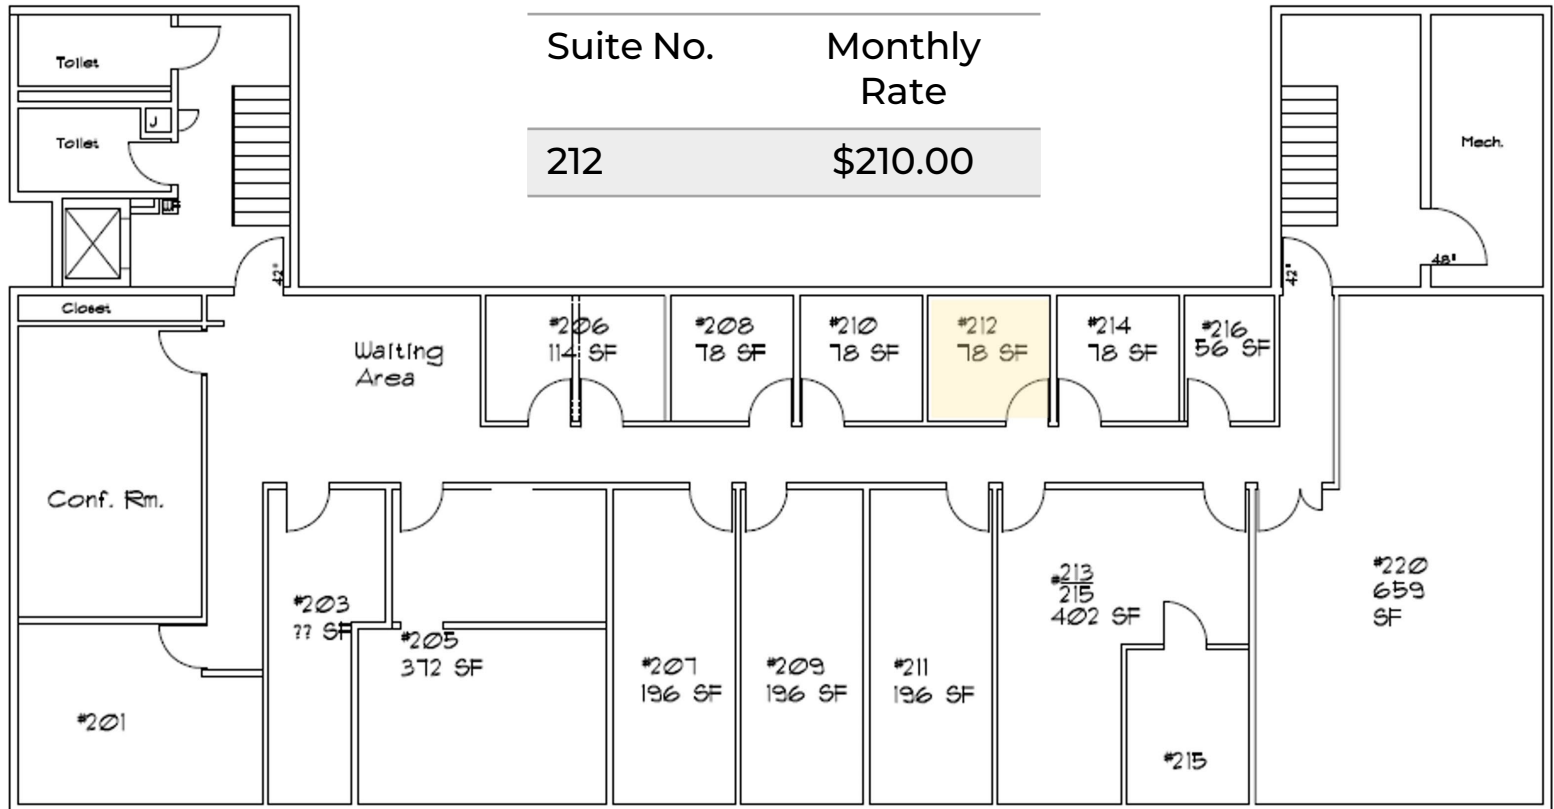 Suite No.
Monthly
Rate
212
$210.00
Toilet
J
Toilet
Mech.
42"
42"
48"
Closet
Waiting
Area
#206
114 SF
#208
78 SF
#210
78 SF
#212
78 SF
#214
78 SF
#216
56 SF
Conf. Rm.
#203
?? SF
#205
372 SF
#207
196 SF
#209
196 SF
#211
196 SF
#213
215
402 SF
#215
#220
659
SF
#201